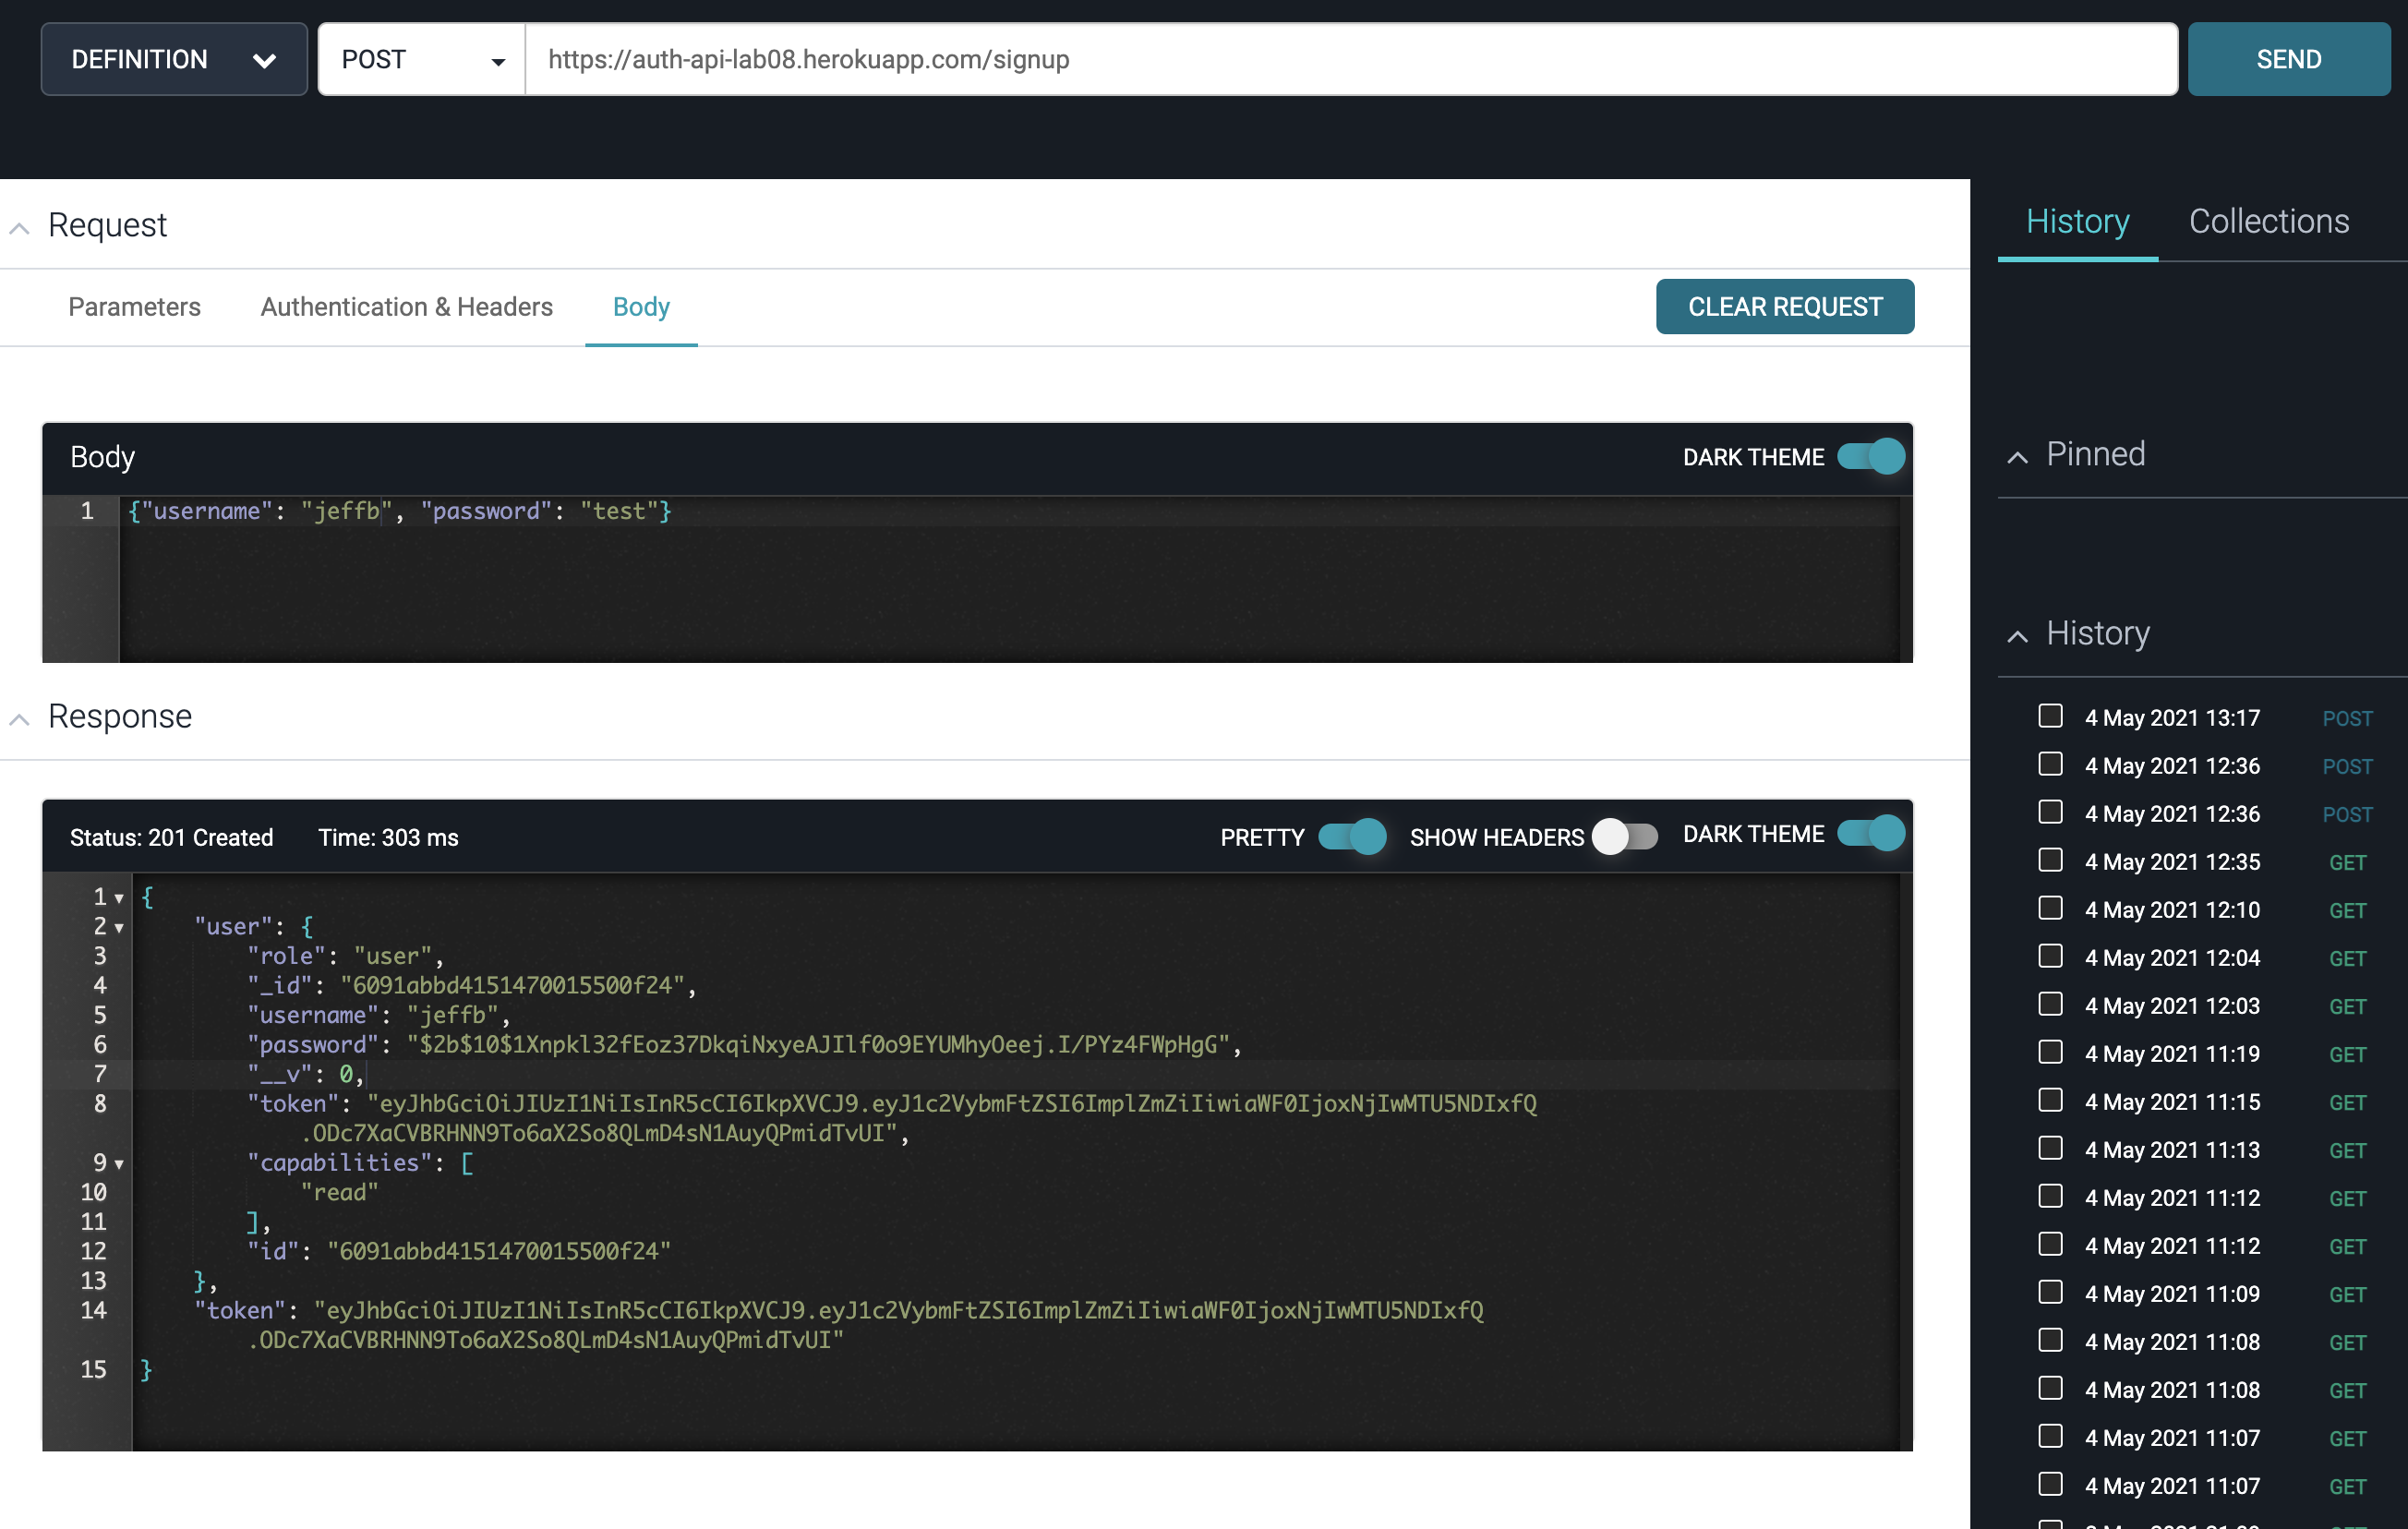 DEFINITION
POST
https://auth-api-lab08.herokuapp.com/signup
SEND
Request
Parameters
Authentication & Headers
Body
CLEAR REQUEST
Body
DARK THEME
1 {"username": "jeffb", "password": "test"}
Response
Status: 201 Created
Time: 303 ms
PRETTY
SHOW HEADERS
DARK THEME
1 {
2 "user": {
3 "role": "user",
4 "_id": "6091abbd4151470015500f24",
5 "username": "jeffb",
6 "password": "$2b$10$1Xnpkl32fEoz37DkqiNxyeAJIlf0o9EYUMhyOeej.I/PYz4FWpHgG",
7 "__v": 0,
8 "token": "eyJhbGciOiJIUzI1NiIsInR5cCI6IkpXVCJ9.eyJ1c2VybmFtZSI6ImplZmZiIiwiaWF0IjoxNjIwMTU5NDIxfQ
.ODc7XaCVBRHNN9To6aX2So8QLmD4sN1AuyQPmidTvUI",
9 "capabilities": [
10 "read"
11 ],
12 "id": "6091abbd4151470015500f24"
13 },
14 "token": "eyJhbGciOiJIUzI1NiIsInR5cCI6IkpXVCJ9.eyJ1c2VybmFtZSI6ImplZmZiIiwiaWF0IjoxNjIwMTU5NDIxfQ
.ODc7XaCVBRHNN9To6aX2So8QLmD4sN1AuyQPmidTvUI"
15 }
History
Collections
Pinned
History
4 May 2021 13:17 POST
4 May 2021 12:36 POST
4 May 2021 12:36 POST
4 May 2021 12:35 GET
4 May 2021 12:10 GET
4 May 2021 12:04 GET
4 May 2021 12:03 GET
4 May 2021 11:19 GET
4 May 2021 11:15 GET
4 May 2021 11:13 GET
4 May 2021 11:12 GET
4 May 2021 11:12 GET
4 May 2021 11:09 GET
4 May 2021 11:08 GET
4 May 2021 11:08 GET
4 May 2021 11:07 GET
4 May 2021 11:07 GET